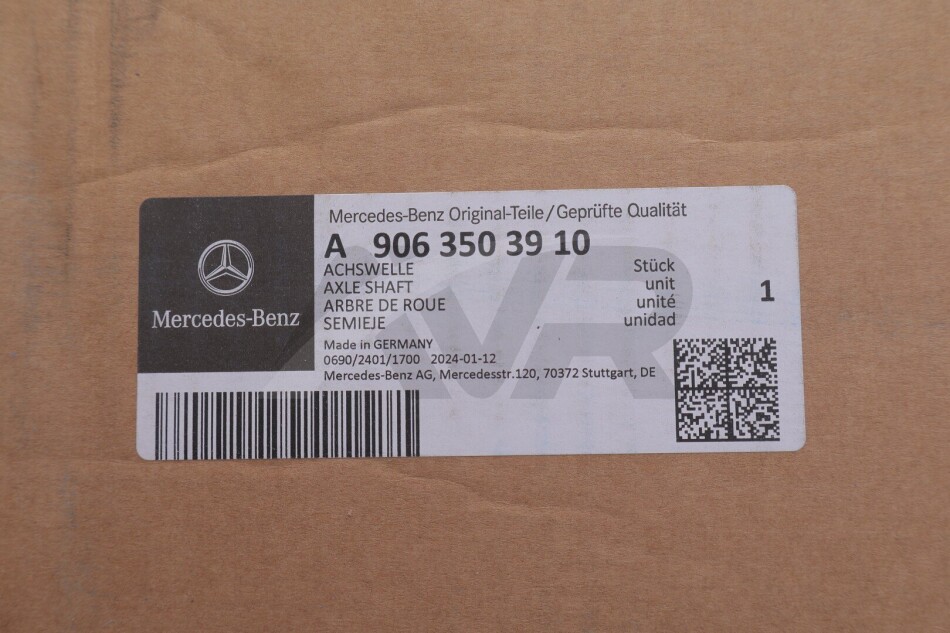 Mercedes-Benz Original-Teile/Geprüfte Qualität
A 906 350 39 10
ACHSWELLE Stück
AXLE SHAFT unit
ARBRE DE ROUE unité
SEMIEJE unidad
1
Mercedes-Benz
Made in GERMANY
0690/2401/1700 2024-01-12
Mercedes-Benz AG, Mercedesstr.120, 70372 Stuttgart, DE
AVR